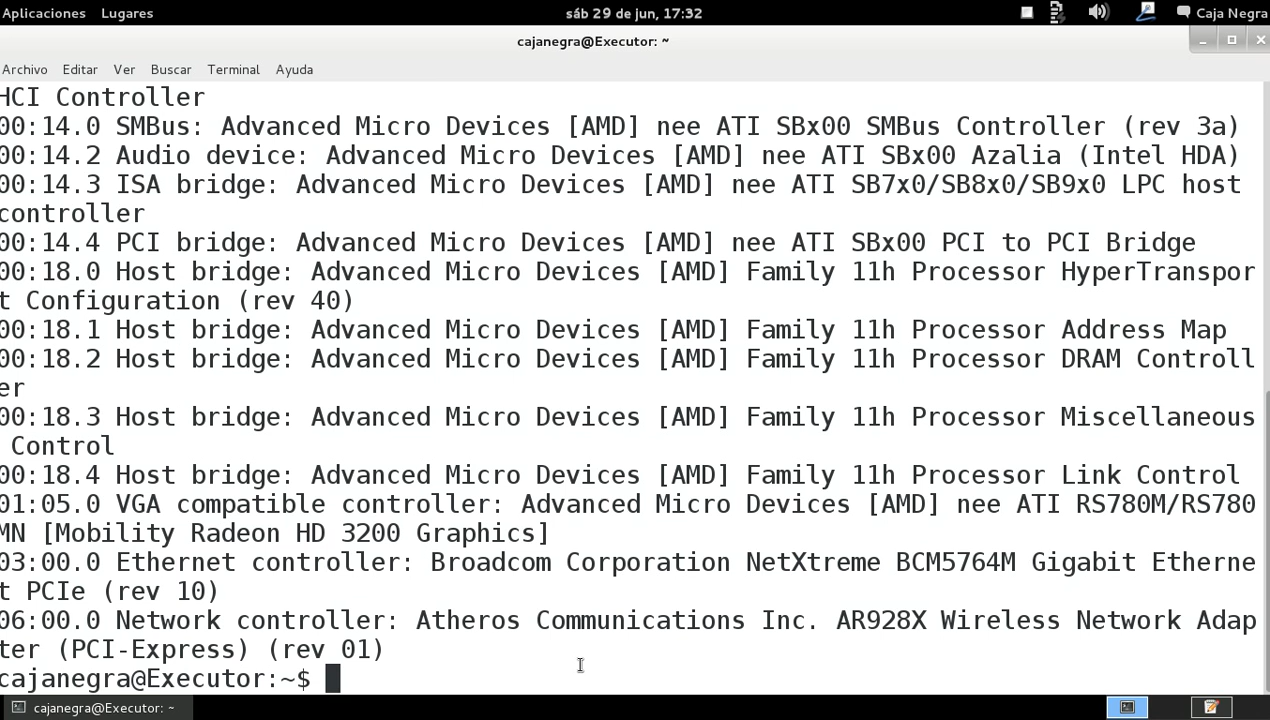 Aplicaciones Lugares sáb 29 de jun, 17:32 Caja Negra
cajanegra@Executor: ~
Archivo Editar Ver Buscar Terminal Ayuda
HCI Controller
00:14.0 SMBus: Advanced Micro Devices [AMD] nee ATI SBx00 SMBus Controller (rev 3a)
00:14.2 Audio device: Advanced Micro Devices [AMD] nee ATI SBx00 Azalia (Intel HDA)
00:14.3 ISA bridge: Advanced Micro Devices [AMD] nee ATI SB7x0/SB8x0/SB9x0 LPC host
controller
00:14.4 PCI bridge: Advanced Micro Devices [AMD] nee ATI SBx00 PCI to PCI Bridge
00:18.0 Host bridge: Advanced Micro Devices [AMD] Family 11h Processor HyperTranspor
t Configuration (rev 40)
00:18.1 Host bridge: Advanced Micro Devices [AMD] Family 11h Processor Address Map
00:18.2 Host bridge: Advanced Micro Devices [AMD] Family 11h Processor DRAM Controll
er
00:18.3 Host bridge: Advanced Micro Devices [AMD] Family 11h Processor Miscellaneous
Control
00:18.4 Host bridge: Advanced Micro Devices [AMD] Family 11h Processor Link Control
01:05.0 VGA compatible controller: Advanced Micro Devices [AMD] nee ATI RS780M/RS780
MN [Mobility Radeon HD 3200 Graphics]
03:00.0 Ethernet controller: Broadcom Corporation NetXtreme BCM5764M Gigabit Etherne
t PCIe (rev 10)
06:00.0 Network controller: Atheros Communications Inc. AR928X Wireless Network Adap
ter (PCI-Express) (rev 01)
cajanegra@Executor:~$
cajanegra@Executor: ~